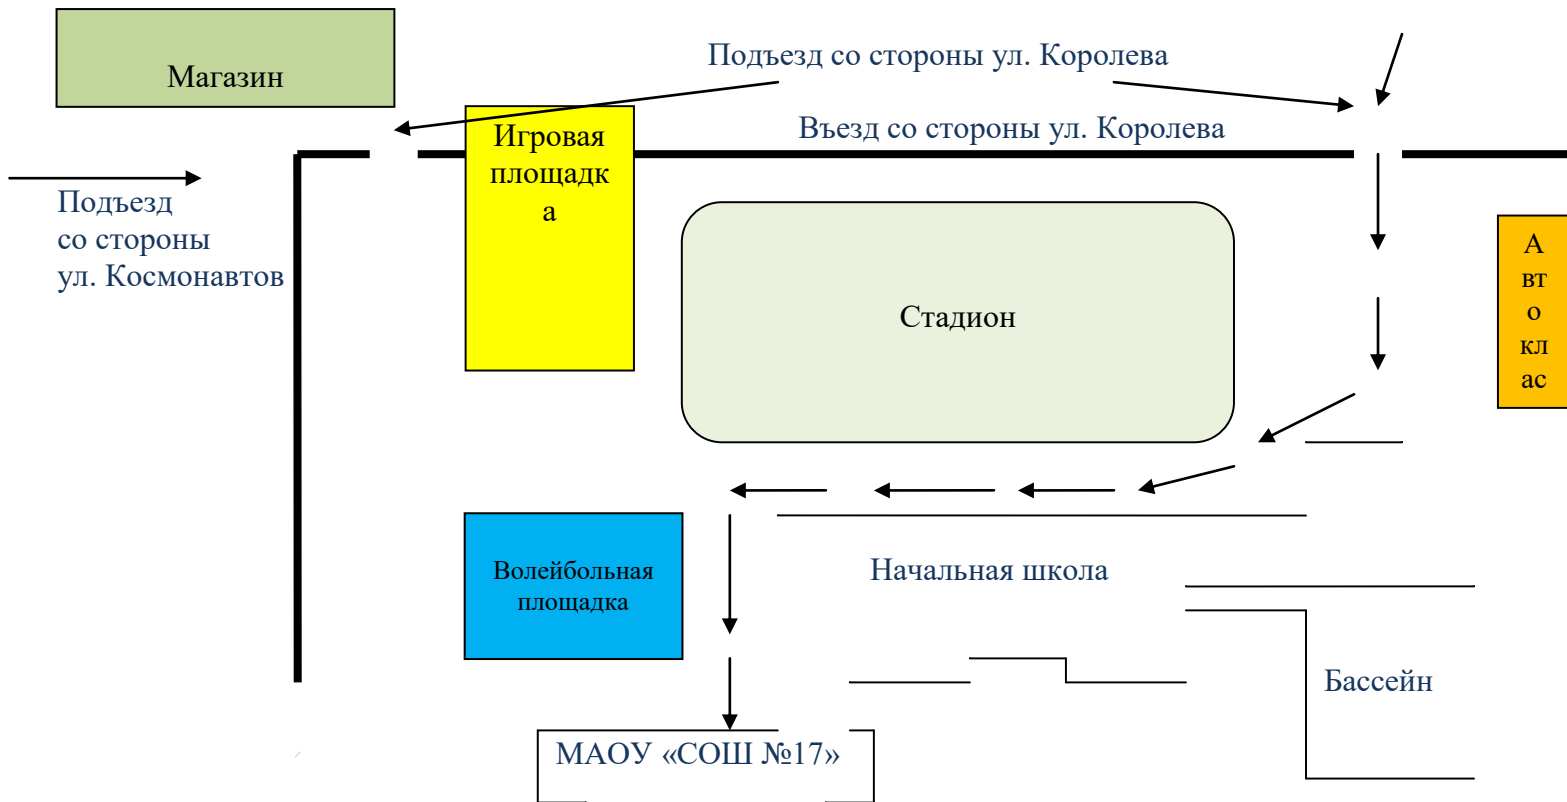 Подъезд со стороны ул. Королева
Магазин
Въезд со стороны ул. Королева
Игровая
площадк
а
Подъезд
со стороны
ул. Космонавтов
Стадион
А
вт
о
кл
ас
Волейбольная
площадка
Начальная школа
Бассейн
МАОУ «СОШ №17»